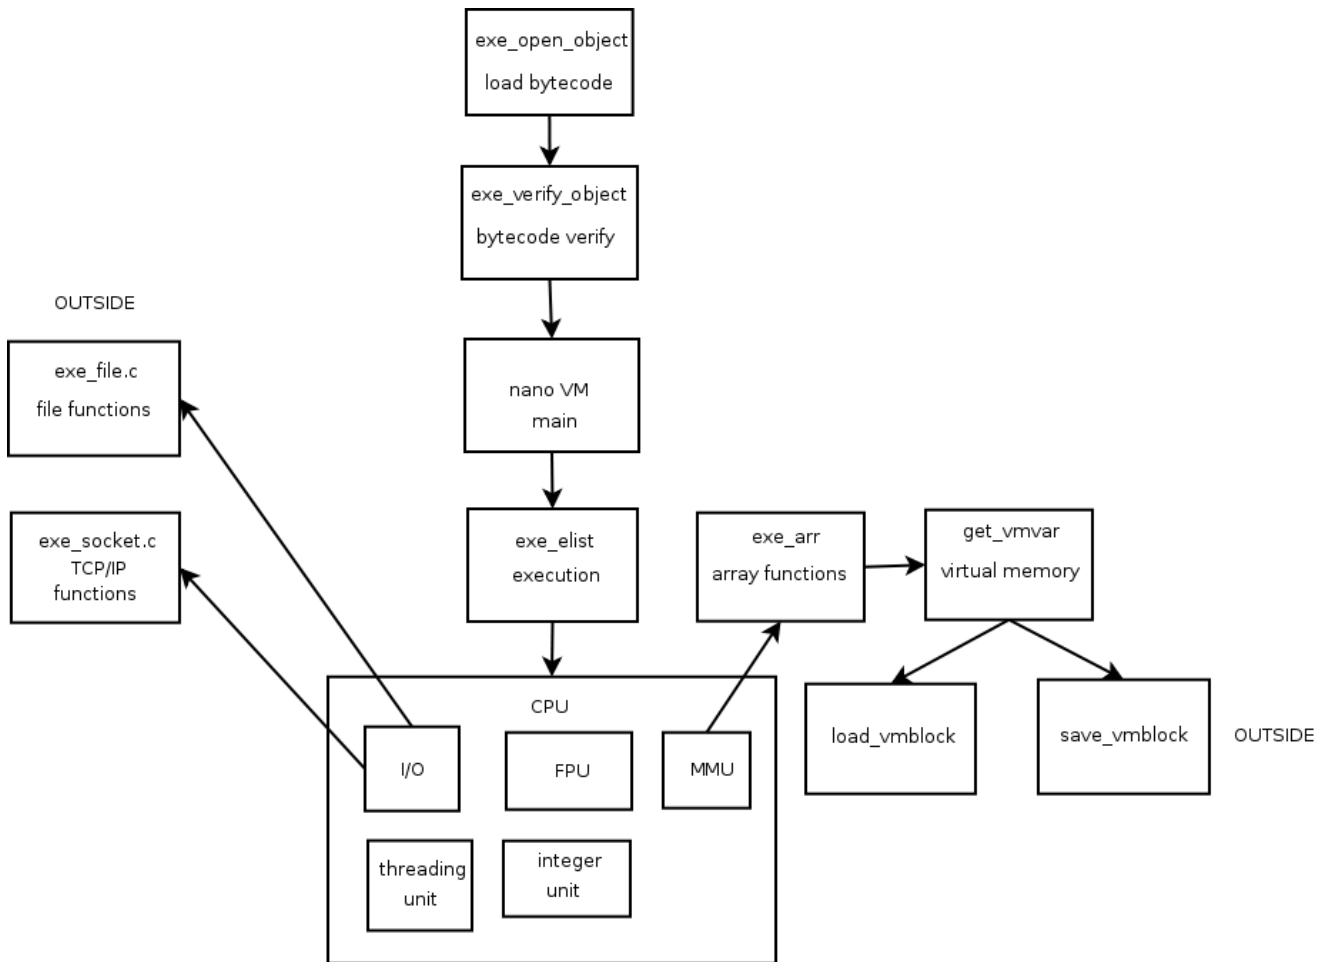 exe_open_object
load bytecode
exe_verify_object
bytecode verify
OUTSIDE
exe_file.c
file functions
nano VM
main
exe_socket.c
TCP/IP
functions
exe_elist
execution
exe_arr
array functions
get_vmvar
virtual memory
CPU
I/O
FPU
MMU
load_vmblock
save_vmblock
OUTSIDE
threading
unit
integer
unit